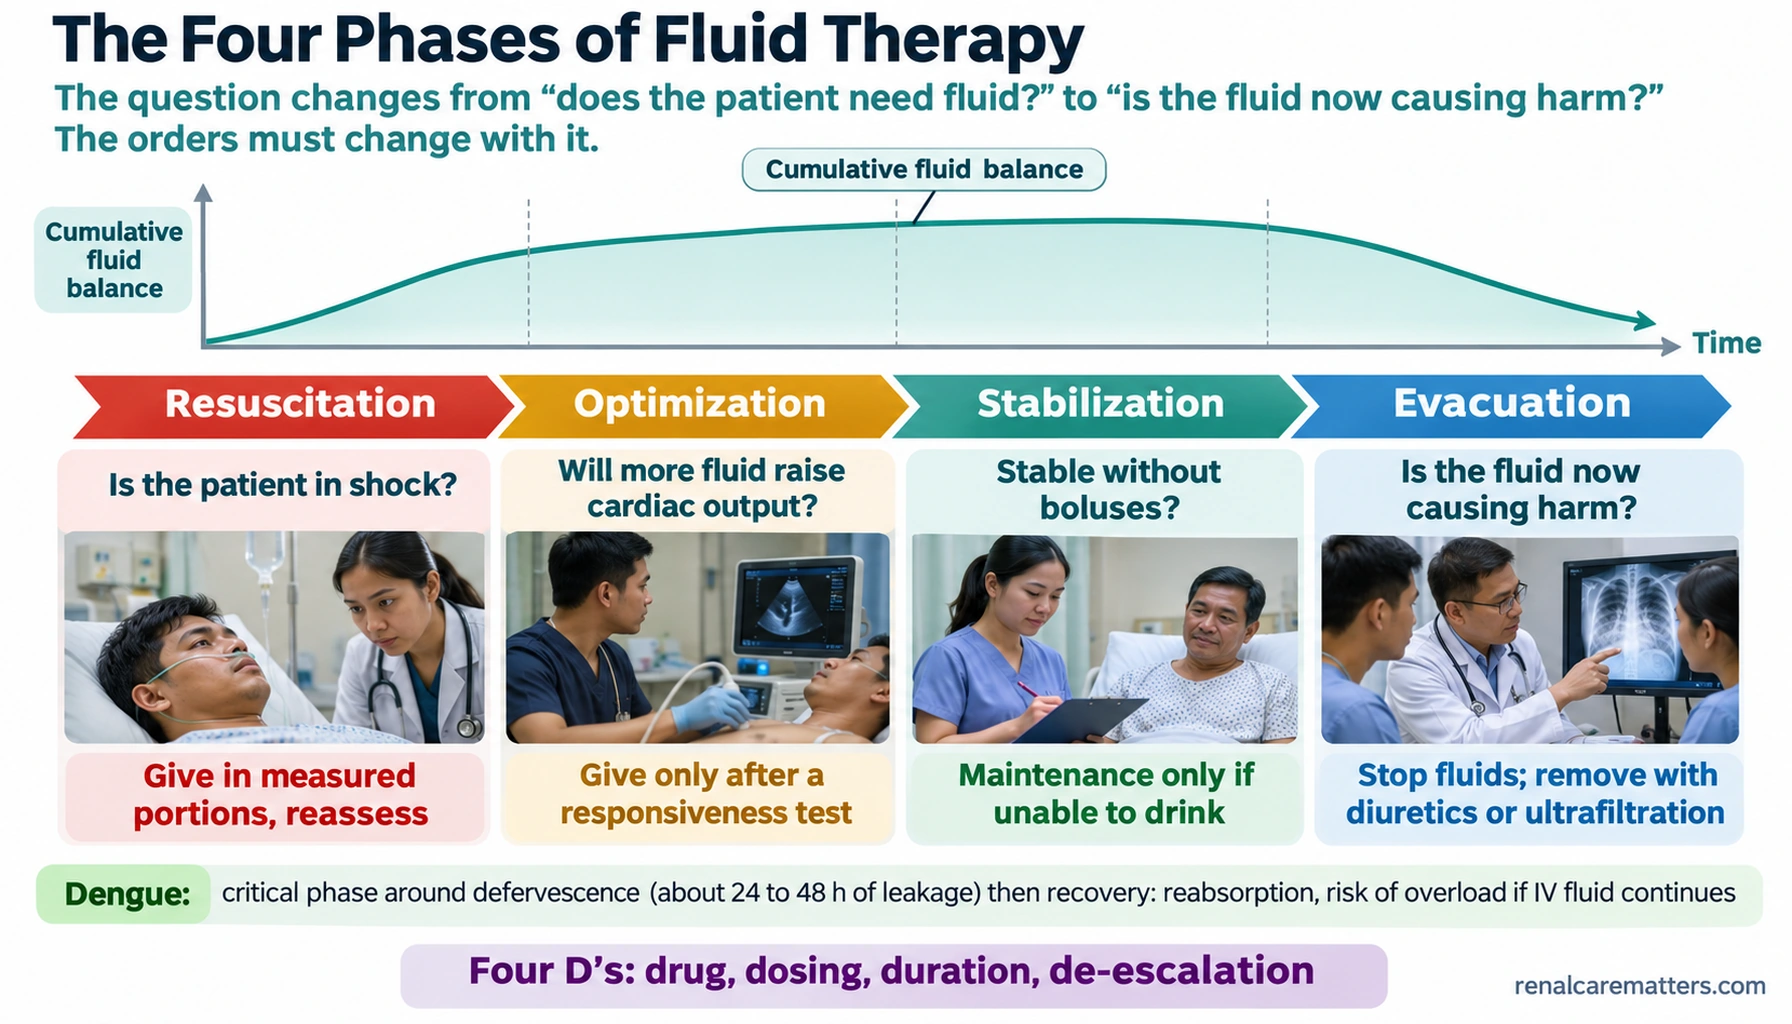 The Four Phases of Fluid Therapy
The question changes from “does the patient need fluid?” to “is the fluid now causing harm?”
The orders must change with it.
Cumulative fluid balance
Cumulative
fluid
balance
Time
Resuscitation
Optimization
Stabilization
Evacuation
Is the patient in shock?
Will more fluid raise
cardiac output?
Stable without
boluses?
Is the fluid now
causing harm?
Give in measured
portions, reassess
Give only after a
responsiveness test
Maintenance only if
unable to drink
Stop fluids; remove with
diuretics or ultrafiltration
Dengue: critical phase around defervescence (about 24 to 48 h of leakage) then recovery: reabsorption, risk of overload if IV fluid continues
Four D’s: drug, dosing, duration, de-escalation
renalcarematters.com